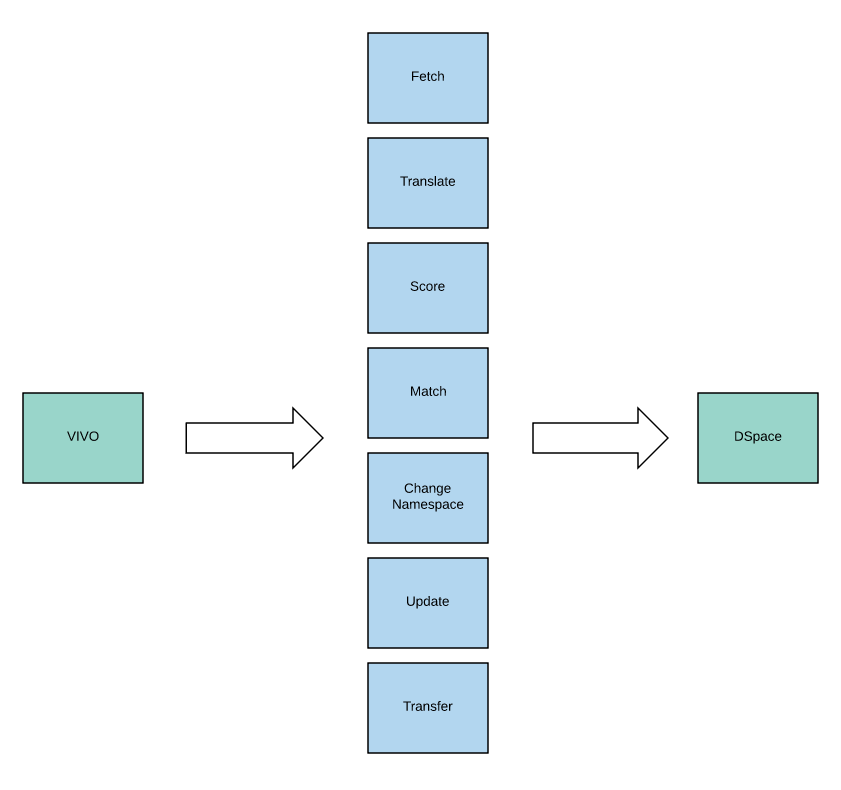 Fetch
Translate
Score
Match
VIVO
DSpace
Change
Namespace
Update
Transfer